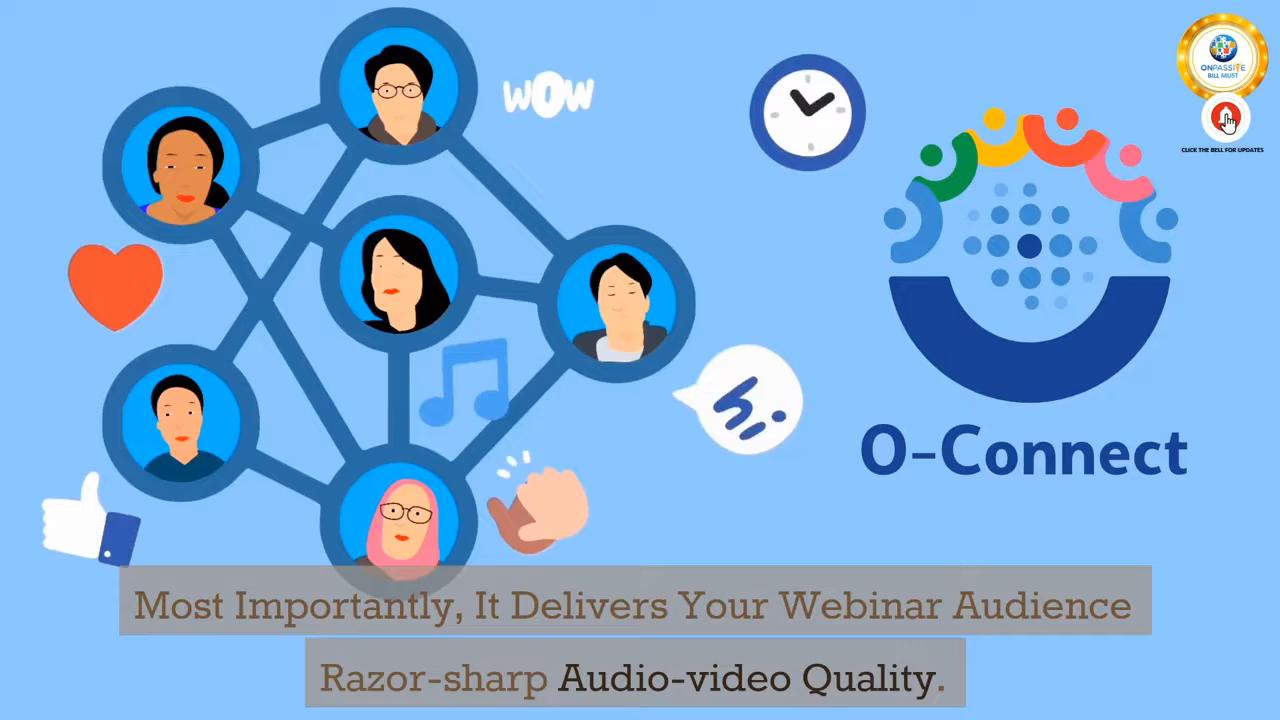 WOW
ONPASSIVE
BILL MUST
CLICK THE BELL FOR UPDATES
hi
O-Connect
Most Importantly, It Delivers Your Webinar Audience
Razor-sharp Audio-video Quality.